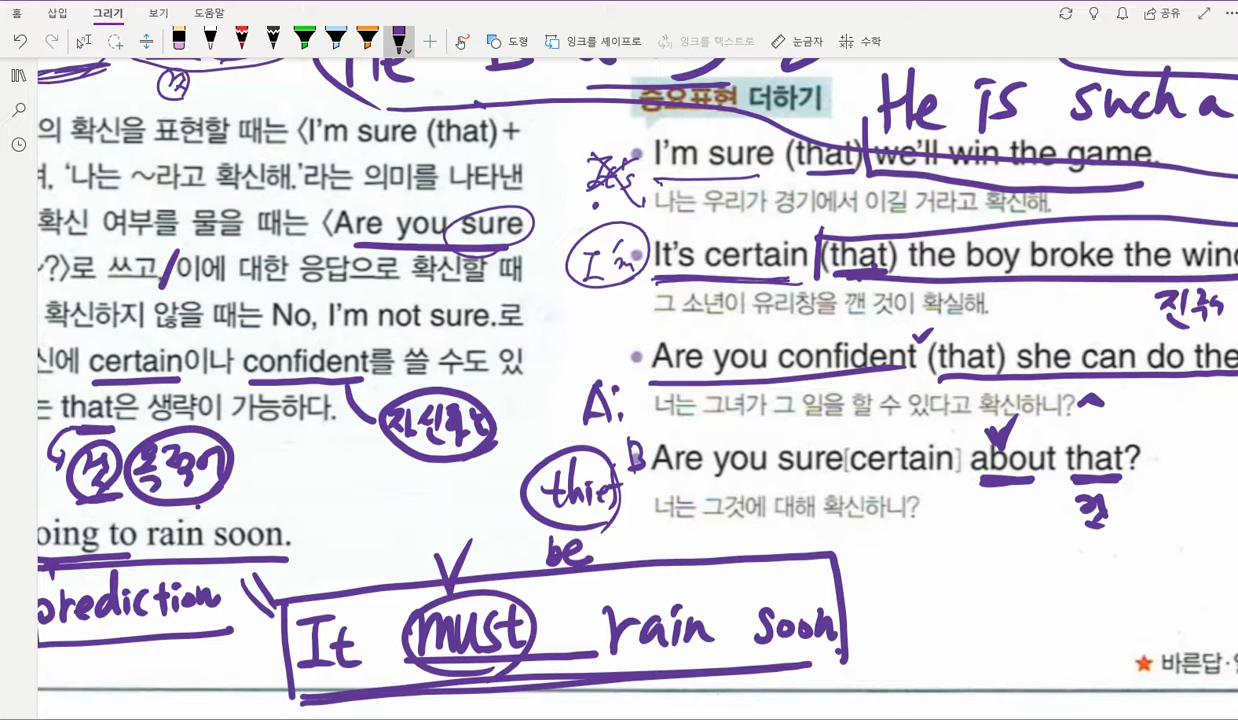 홈 삽입 그리기 보기 도움말
공유
도형 잉크를 셰이프로 잉크를 텍스트로 눈금자 수학
He is a
중요표현 더하기
He is such a
의 확신을 표현할 때는 〈I'm sure (that)+
며, '나는 ~라고 확신해.'라는 의미를 나타낸
확신 여부를 물을 때는 〈Are you sure
~?〉로 쓰고, 이에 대한 응답으로 확신할 때
확신하지 않을 때는 No, I'm not sure.로
신에 certain이나 confident를 쓸 수도 있
는 that은 생략이 가능하다.
자신하는
접 목적어
oing to rain soon.
prediction
• I'm sure (that) we'll win the game.
It's
나는 우리가 경기에서 이길 거라고 확신해.
I'm
• It's certain (that) the boy broke the wind
그 소년이 유리창을 깬 것이 확실해.
진주어
• Are you confident (that) she can do the
A:
너는 그녀가 그 일을 할 수 있다고 확신하니?
B
Are you sure[certain] about that?
너는 그것에 대해 확신하니?
thief
be
It must rain soon.
★ 바른답·알